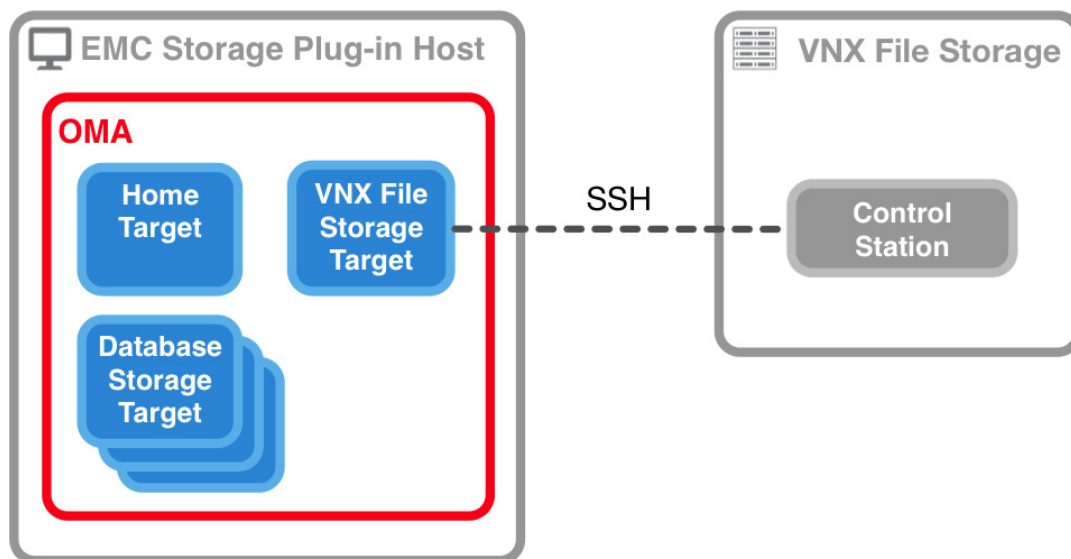 EMC Storage Plug-in Host
VNX File Storage
OMA
Home
Target
VNX File
Storage
Target
SSH
Control
Station
Database
Storage
Target